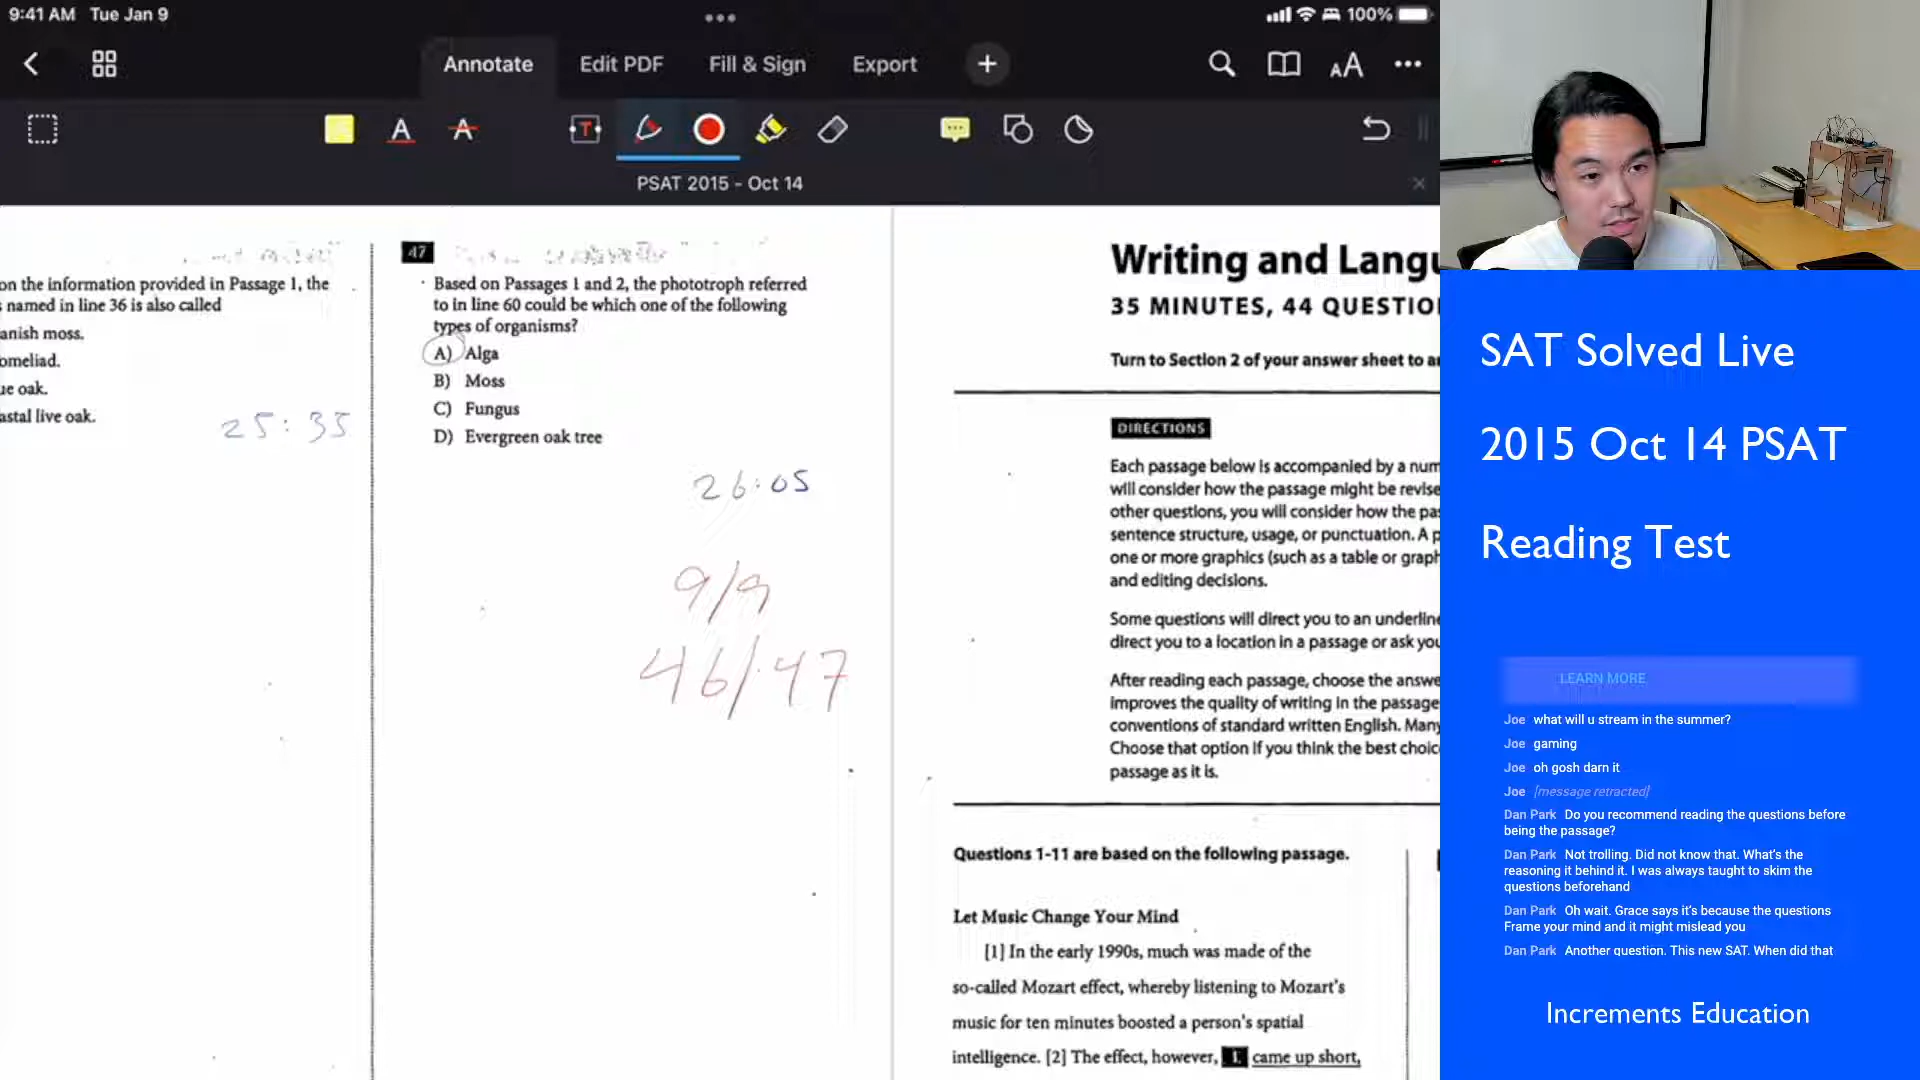 9:41 AM Tue Jan 9
100%
Annotate
Edit PDF
Fill & Sign
Export
PSAT 2015 - Oct 14
on the information provided in Passage 1, the
named in line 36 is also called
anish moss.
omeliad.
ue oak.
astal live oak.
25:35
47
Based on Passages 1 and 2, the phototroph referred
to in line 60 could be which one of the following
types of organisms?
A) Alga
B) Moss
C) Fungus
D) Evergreen oak tree
26:05
9/9
46/47
Writing and Langu
35 MINUTES, 44 QUESTIO
Turn to Section 2 of your answer sheet to a
DIRECTIONS
Each passage below is accompanied by a num
will consider how the passage might be revise
other questions, you will consider how the pas
sentence structure, usage, or punctuation. A p
one or more graphics (such as a table or graph
and editing decisions.
Some questions will direct you to an underline
direct you to a location in a passage or ask you
After reading each passage, choose the answe
improves the quality of writing in the passage
conventions of standard written English. Many
Choose that option if you think the best choic
passage as it is.
Questions 1-11 are based on the following passage.
Let Music Change Your Mind
[1] In the early 1990s, much was made of the
so-called Mozart effect, whereby listening to Mozart's
music for ten minutes boosted a person's spatial
intelligence. [2] The effect, however, 1 came up short,
SAT Solved Live
2015 Oct 14 PSAT
Reading Test
LEARN MORE
Joe what will u stream in the summer?
Joe gaming
Joe oh gosh darn it
Joe [message retracted]
Dan Park Do you recommend reading the questions before
being the passage?
Dan Park Not trolling. Did not know that. What's the
reasoning it behind it. I was always taught to skim the
questions beforehand
Dan Park Oh wait. Grace says it's because the questions
Frame your mind and it might mislead you
Dan Park Another question. This new SAT. When did that
Increments Education